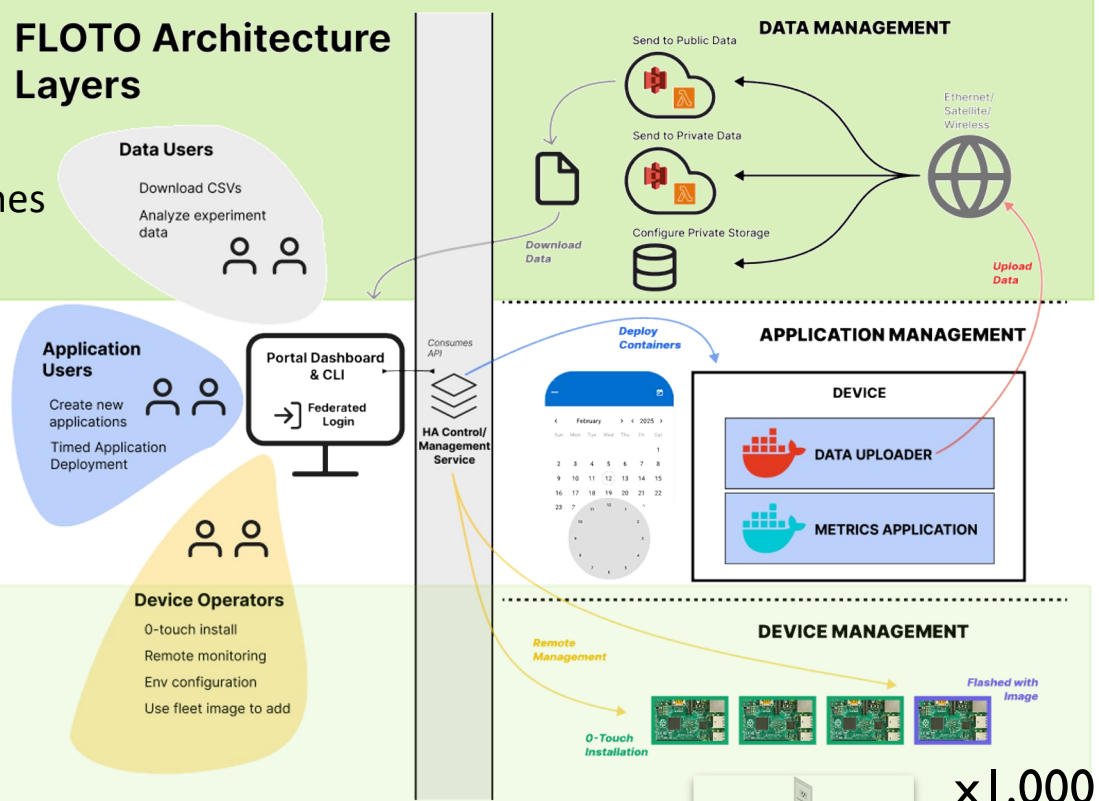 FLOTO Architecture
Layers
nes
Data Users
Download CSVs
Analyze experiment
data
Application
Users
Create new
applications
Timed Application
Deployment
Device Operators
0-touch install
Remote monitoring
Env configuration
Use fleet image to add
Portal Dashboard
& CLI
Federated
Login
Consumes
API
HA Control/
Management
Service
DATA MANAGEMENT
Send to Public Data
Send to Private Data
Configure Private Storage
Ethernet/
Satellite/
Wireless
Download
Data
Upload
Data
APPLICATION MANAGEMENT
Deploy
Containers
February 2025
Sun Mon Tue Wed Thu Fri Sat
1
2 3 4 5 6 7 8
9 10 11 12 13 14 15
16 17 18 19 20 21 22
23
DEVICE
DATA UPLOADER
METRICS APPLICATION
DEVICE MANAGEMENT
Remote
Management
Flashed with
Image
0-Touch
Installation
x1,000